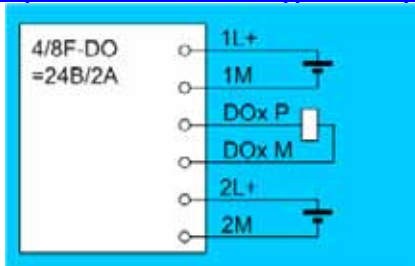 4/8F-DO
=24B/2A
1L+
1M
DOx P
DOx M
2L+
2M